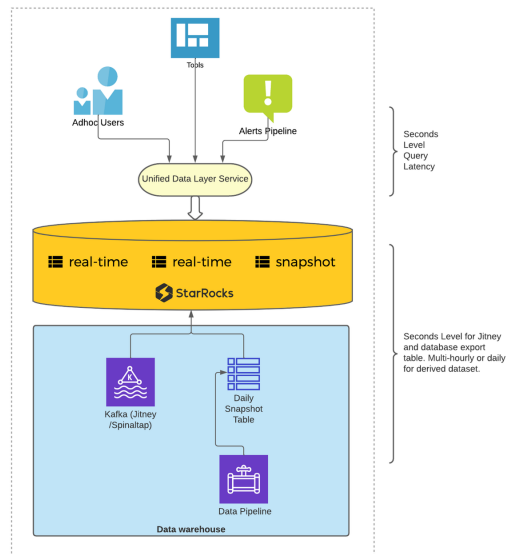 Tools
Adhoc Users
Alerts Pipeline
Seconds
Level
Query
Latency
Unified Data Layer Service
real-time real-time snapshot
StarRocks
Seconds Level for Jitney
and database export
table. Multi-hourly or daily
for derived dataset.
K
Kafka (Jitney
/Spinaltap)
Daily
Snapshot
Table
Data Pipeline
Data warehouse